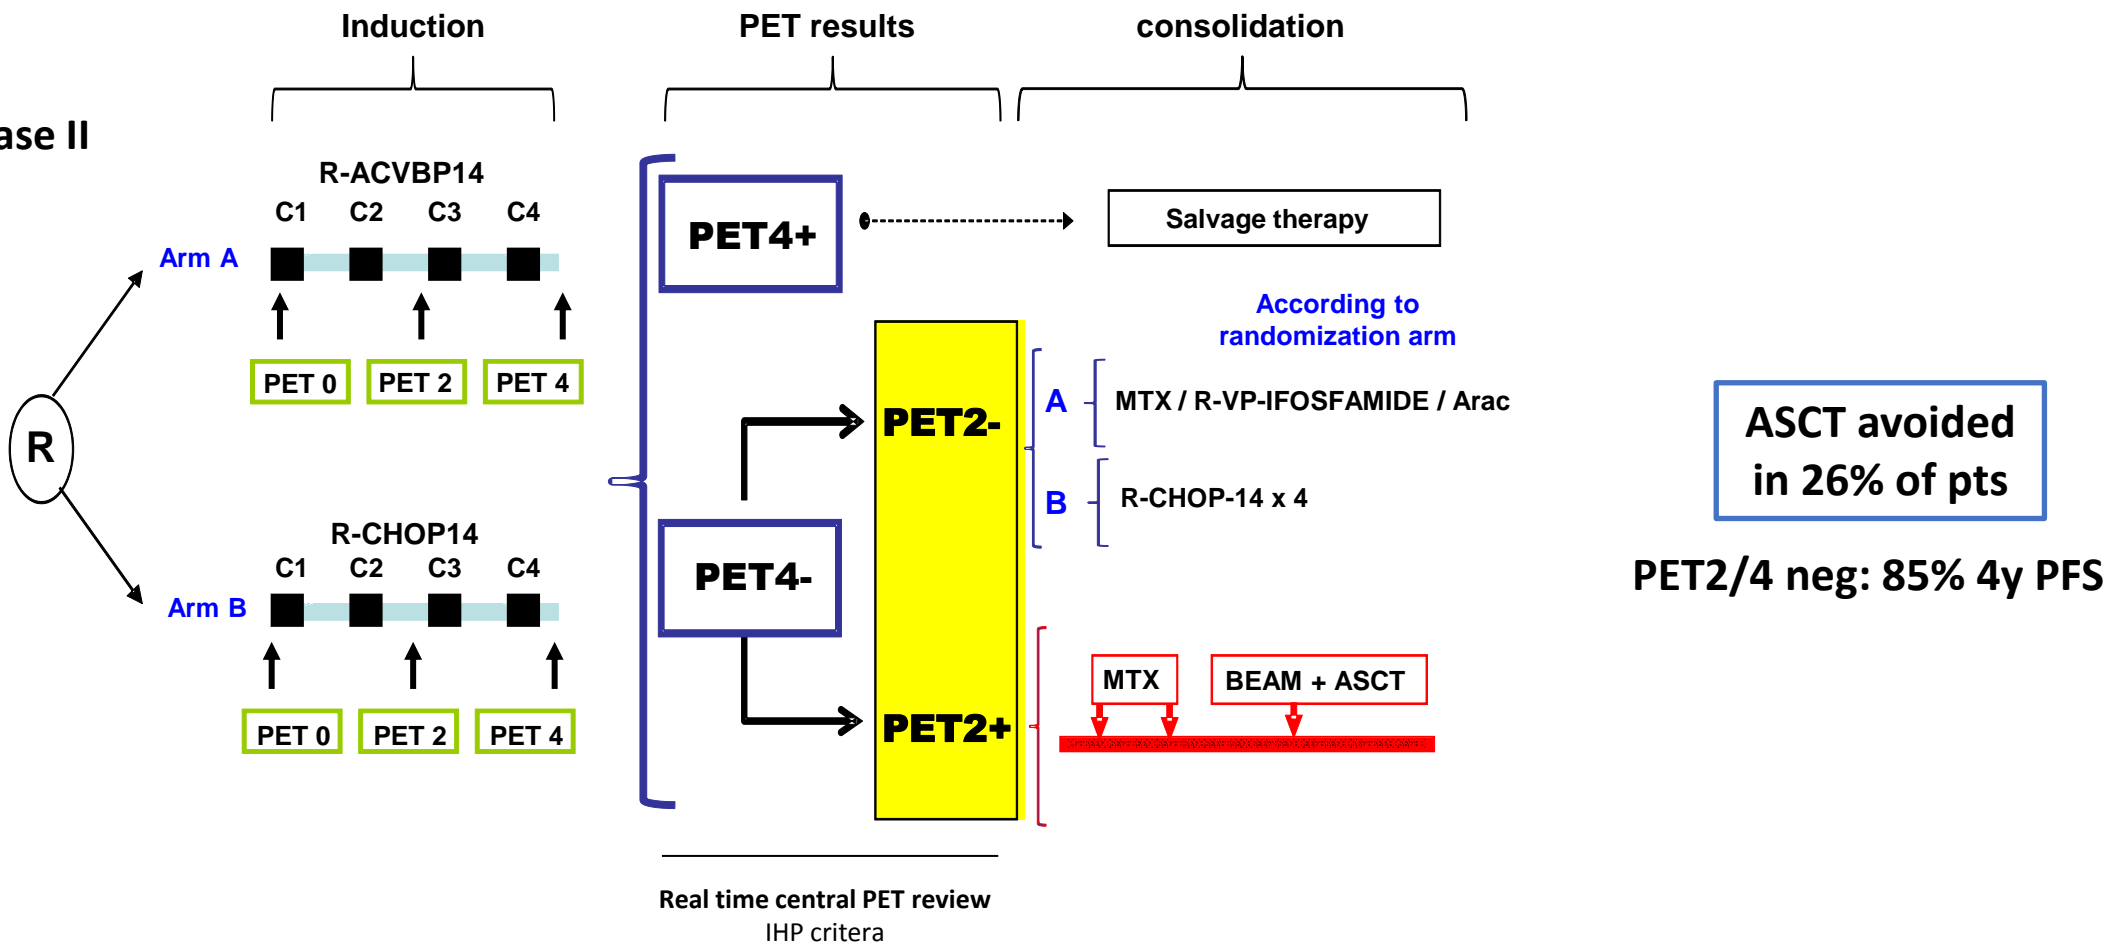 Induction
PET results
consolidation
ase II
R-ACVBP14
C1 C2 C3 C4
Arm A
PET 0 PET 2 PET 4
R
R-CHOP14
C1 C2 C3 C4
Arm B
PET 0 PET 2 PET 4
PET4+
Salvage therapy
According to
randomization arm
PET2-
A
MTX / R-VP-IFOSFAMIDE / Arac
B
R-CHOP-14 x 4
PET4-
PET2+
MTX
BEAM + ASCT
Real time central PET review
IHP critera
ASCT avoided
in 26% of pts
PET2/4 neg: 85% 4y PFS